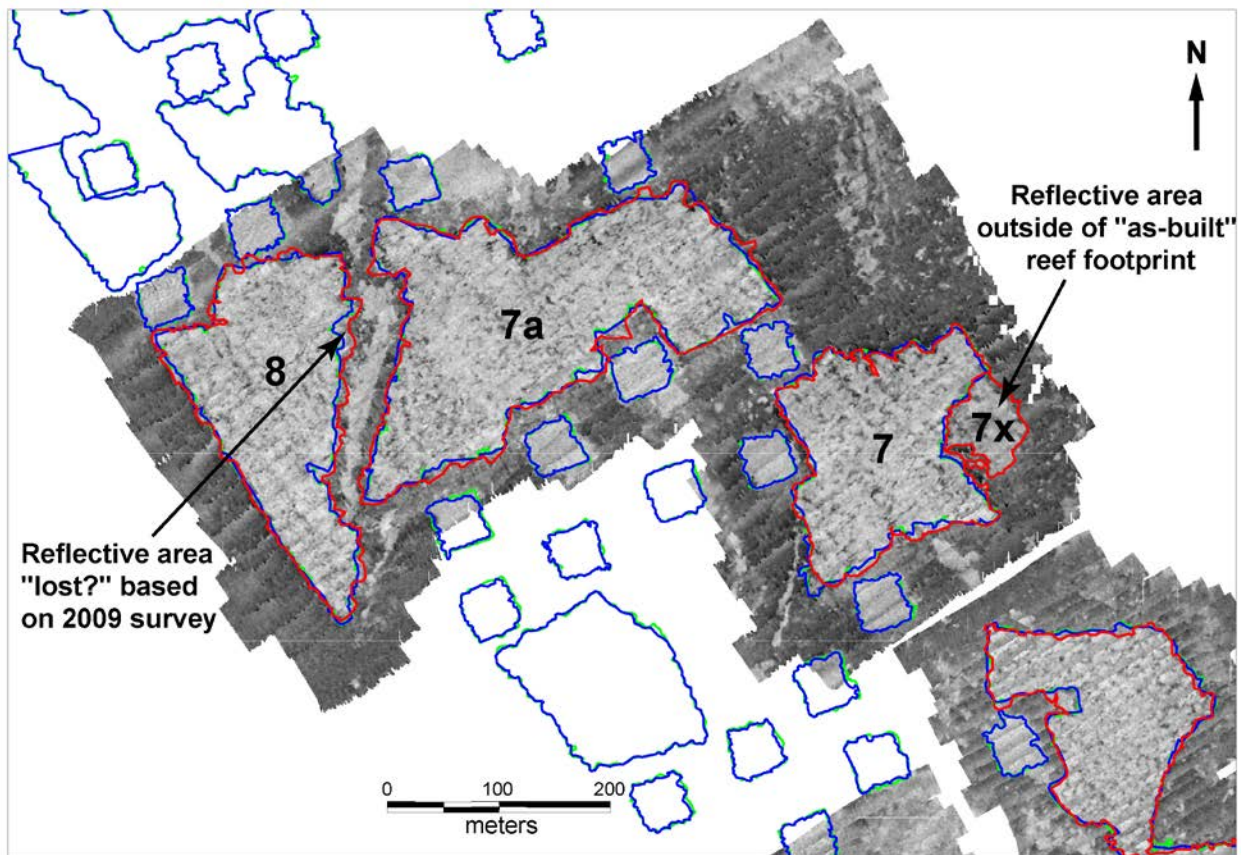 N
Reflective area
outside of "as-built"
reef footprint
7a
8
7
7x
Reflective area
"lost?" based
on 2009 survey
0 100 200
meters